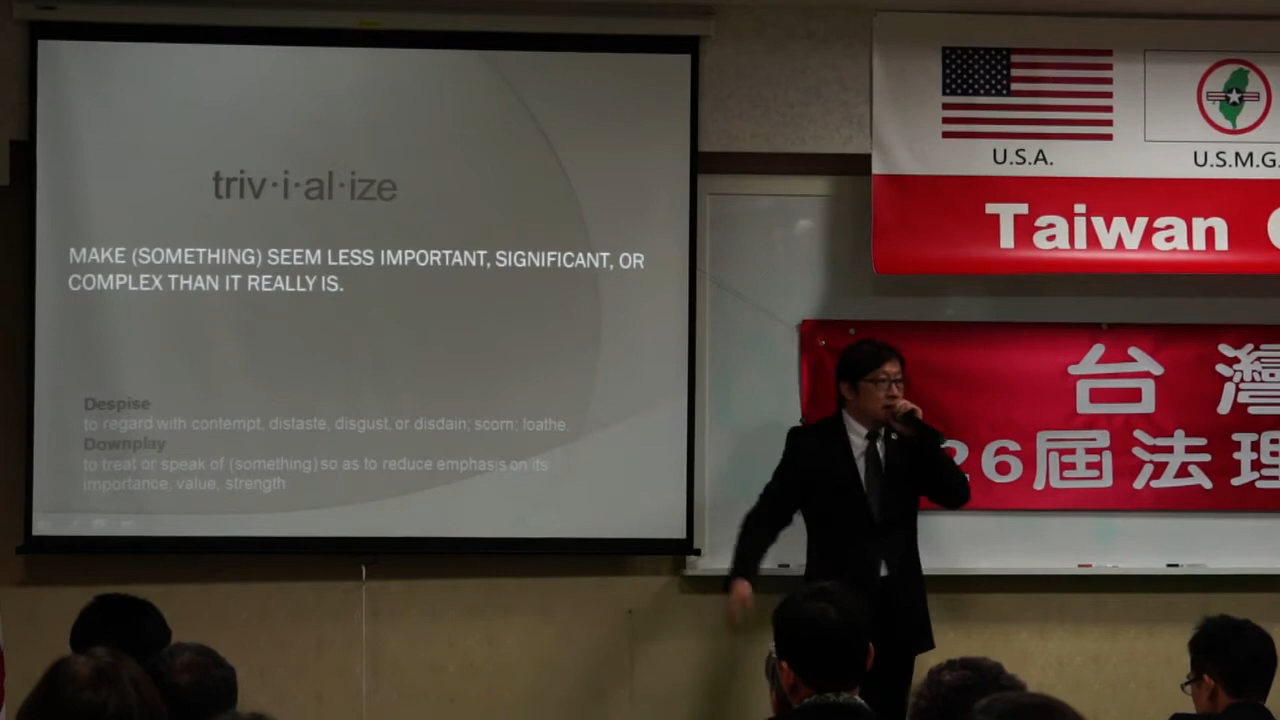 triv·i·al·ize
MAKE (SOMETHING) SEEM LESS IMPORTANT, SIGNIFICANT, OR
COMPLEX THAN IT REALLY IS.
Despise
to regard with contempt, distaste, disgust, or disdain; scorn; loathe.
Downplay
to treat or speak of (something) so as to reduce emphasis on its
importance, value, strength
U.S.A.
U.S.M.G.
Taiwan
台灣
26屆法理